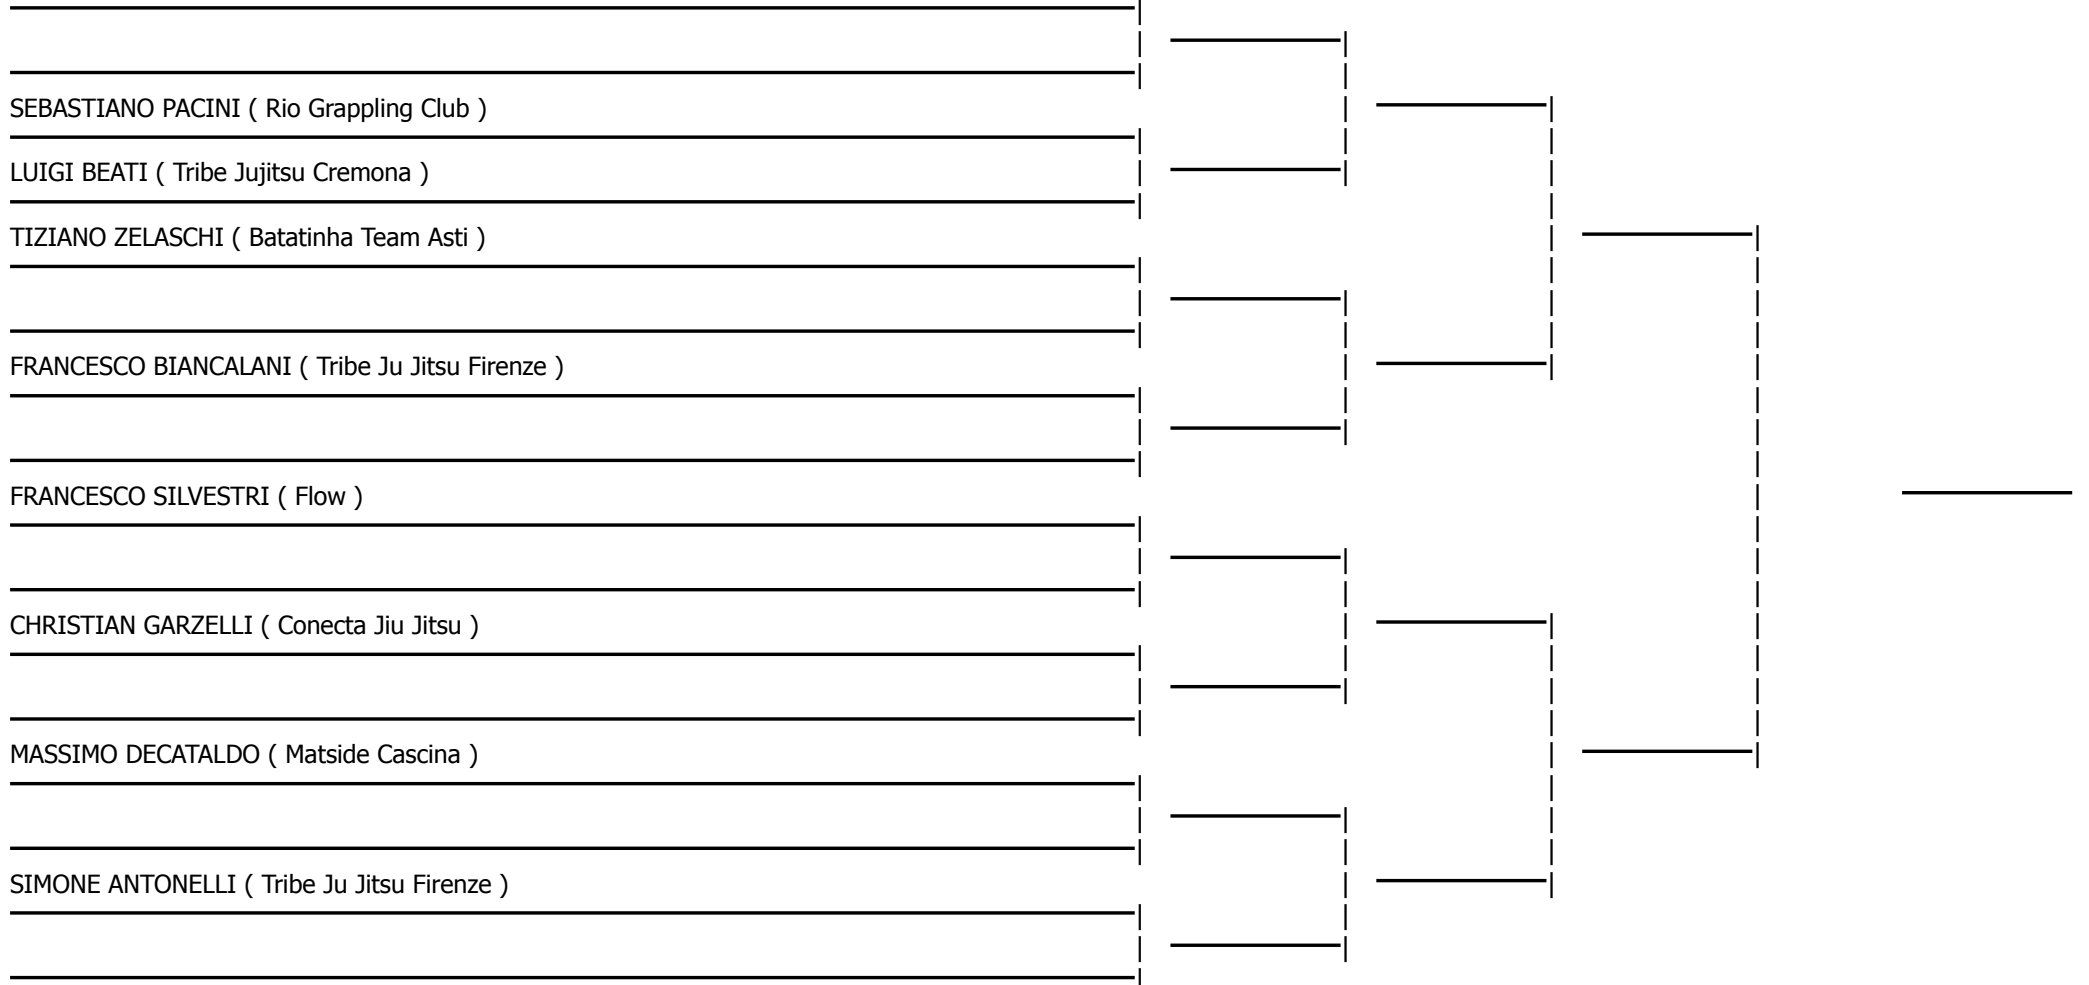 SEBASTIANO PACINI ( Rio Grappling Club )
LUIGI BEATI ( Tribe Jujitsu Cremona )
TIZIANO ZELASCHI ( Batatinha Team Asti )
FRANCESCO BIANCALANI ( Tribe Ju Jitsu Firenze )
FRANCESCO SILVESTRI ( Flow )
CHRISTIAN GARZELLI ( Conecta Jiu Jitsu )
MASSIMO DECATALDO ( Matside Cascina )
SIMONE ANTONELLI ( Tribe Ju Jitsu Firenze )